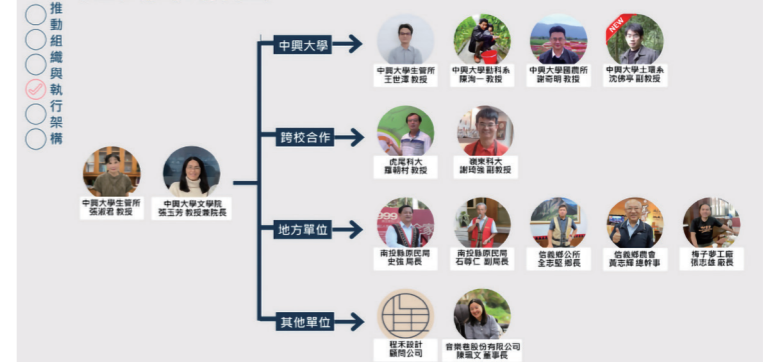 推動組織與執行架構
中興大學
中興大學生管所
王世澤 教授
中興大學動科系
陳洵一 教授
中興大學國農所
謝奇明 教授
NEW
中興大學土環系
沈佛亭 副教授
跨校合作
虎尾科大
羅朝村 教授
嶺東科大
謝琦強 副教授
中興大學生管所
張淑君 教授
中興大學文學院
張玉芳 教授兼院長
地方單位
999
南投縣原民局
史強 局長
南投縣原民局
石尊仁 副局長
信義鄉公所
全志堅 鄉長
信義鄉農會
黃志輝 總幹事
梅子夢工廠
張志雄 廠長
其他單位
程禾設計
顧問公司
音樂巷股份有限公司
陳珮文 董事長